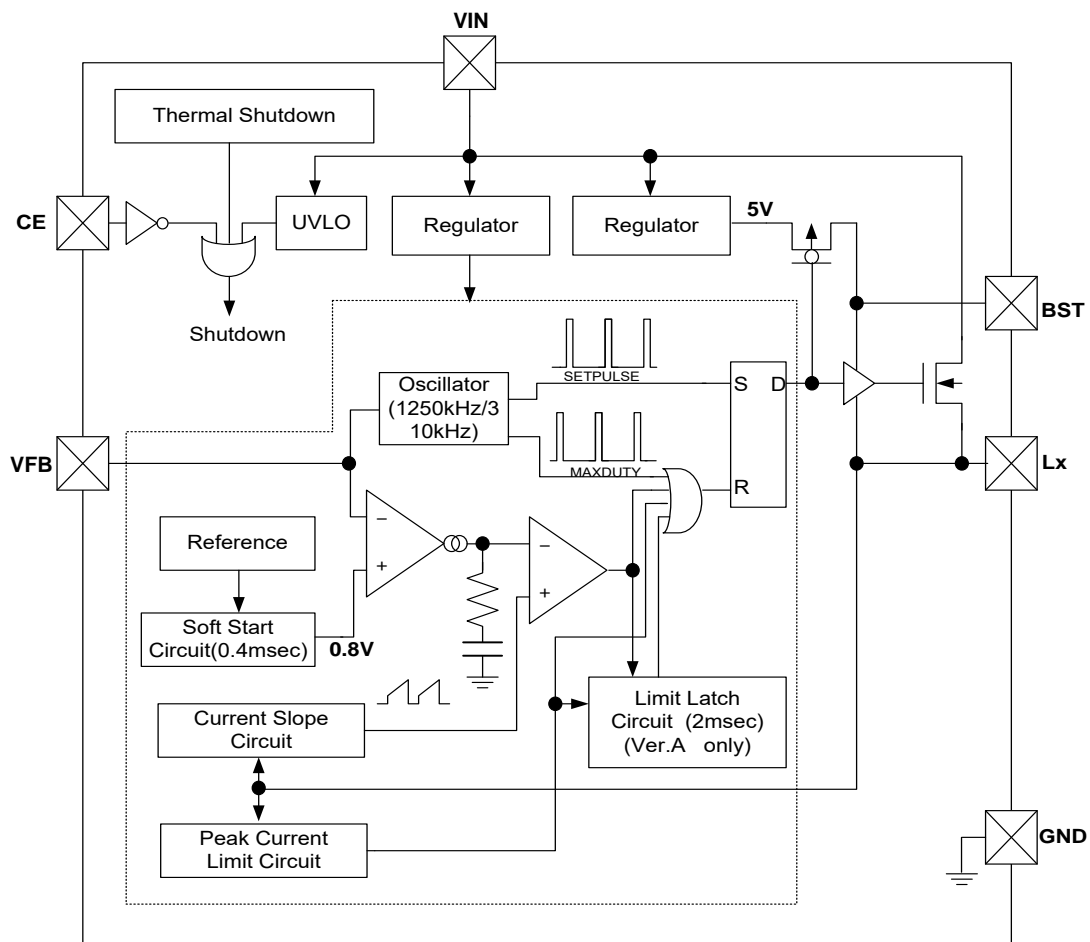 VIN
Thermal Shutdown
CE
UVLO
Regulator
Regulator
5V
Shutdown
BST
SETPULSE
Oscillator
(1250kHz/3
10kHz)
S
D
VFB
Lx
MAXDUTY
R
Reference
−
+
−
+
Soft Start
Circuit(0.4msec)
0.8V
Limit Latch
Circuit (2msec)
(Ver.A only)
Current Slope
Circuit
Peak Current
Limit Circuit
GND